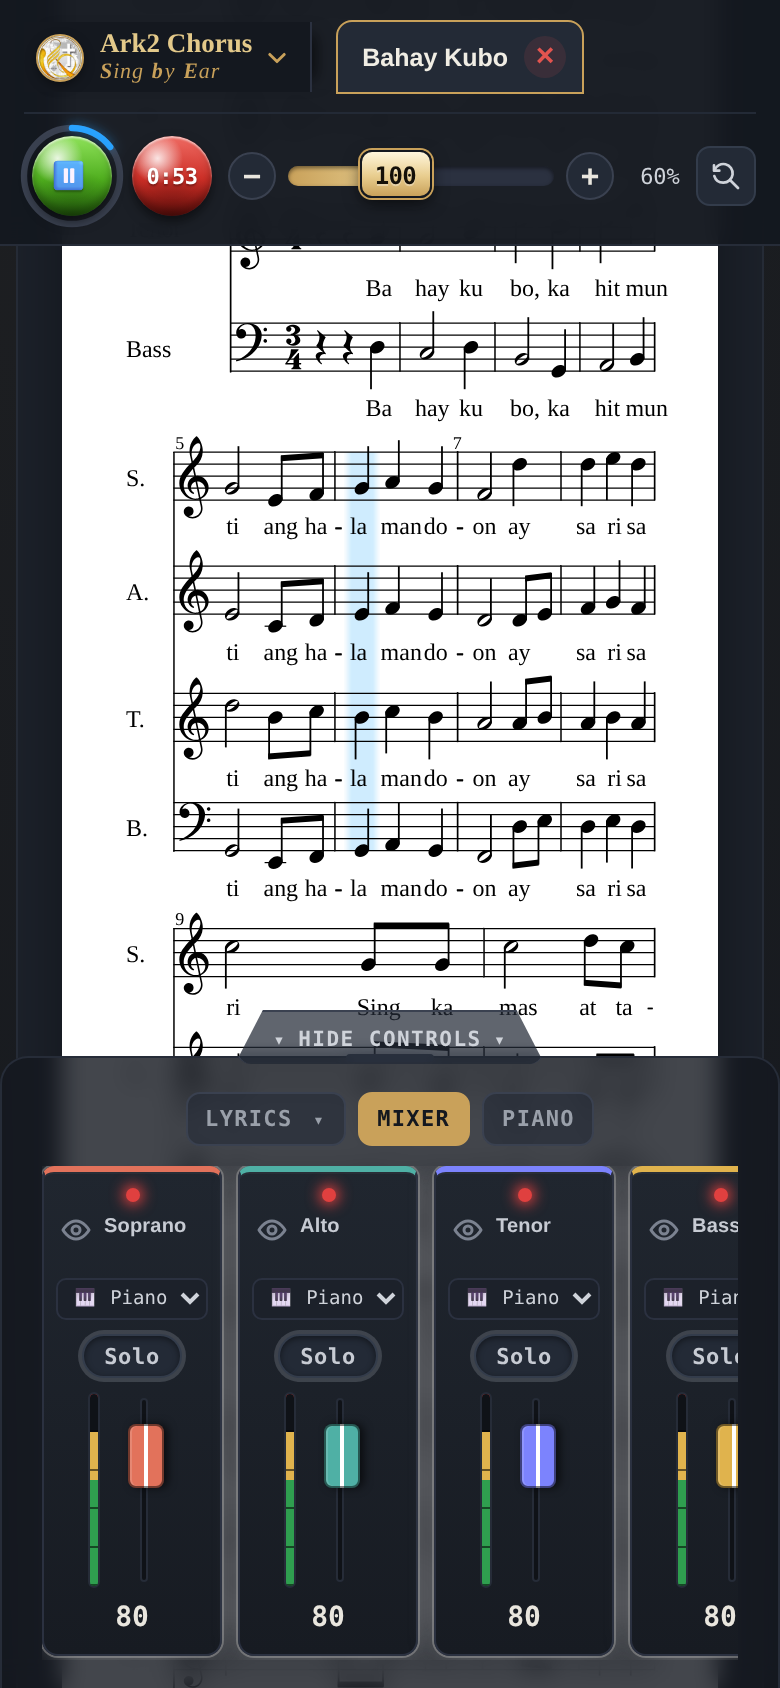 Ark2 Chorus
Sing by Ear
Bahay Kubo
0:53
100
60%
Ba hay ku bo, ka hit mun
Bass
3
4
Ba hay ku bo, ka hit mun
5
7
S.
ti ang ha - la mando - on ay sa ri sa
A.
ti ang ha - la mando - on ay sa ri sa
T.
ti ang ha - la mando - on ay sa ri sa
B.
ti ang ha - la mando - on ay sa ri sa
9
S.
ri Sing ka mas at ta -
▾ HIDE CONTROLS ▾
LYRICS ▾ MIXER PIANO
Soprano Alto Tenor Bass
Piano Piano Piano Pian
Solo Solo Solo Solo
80 80 80 80